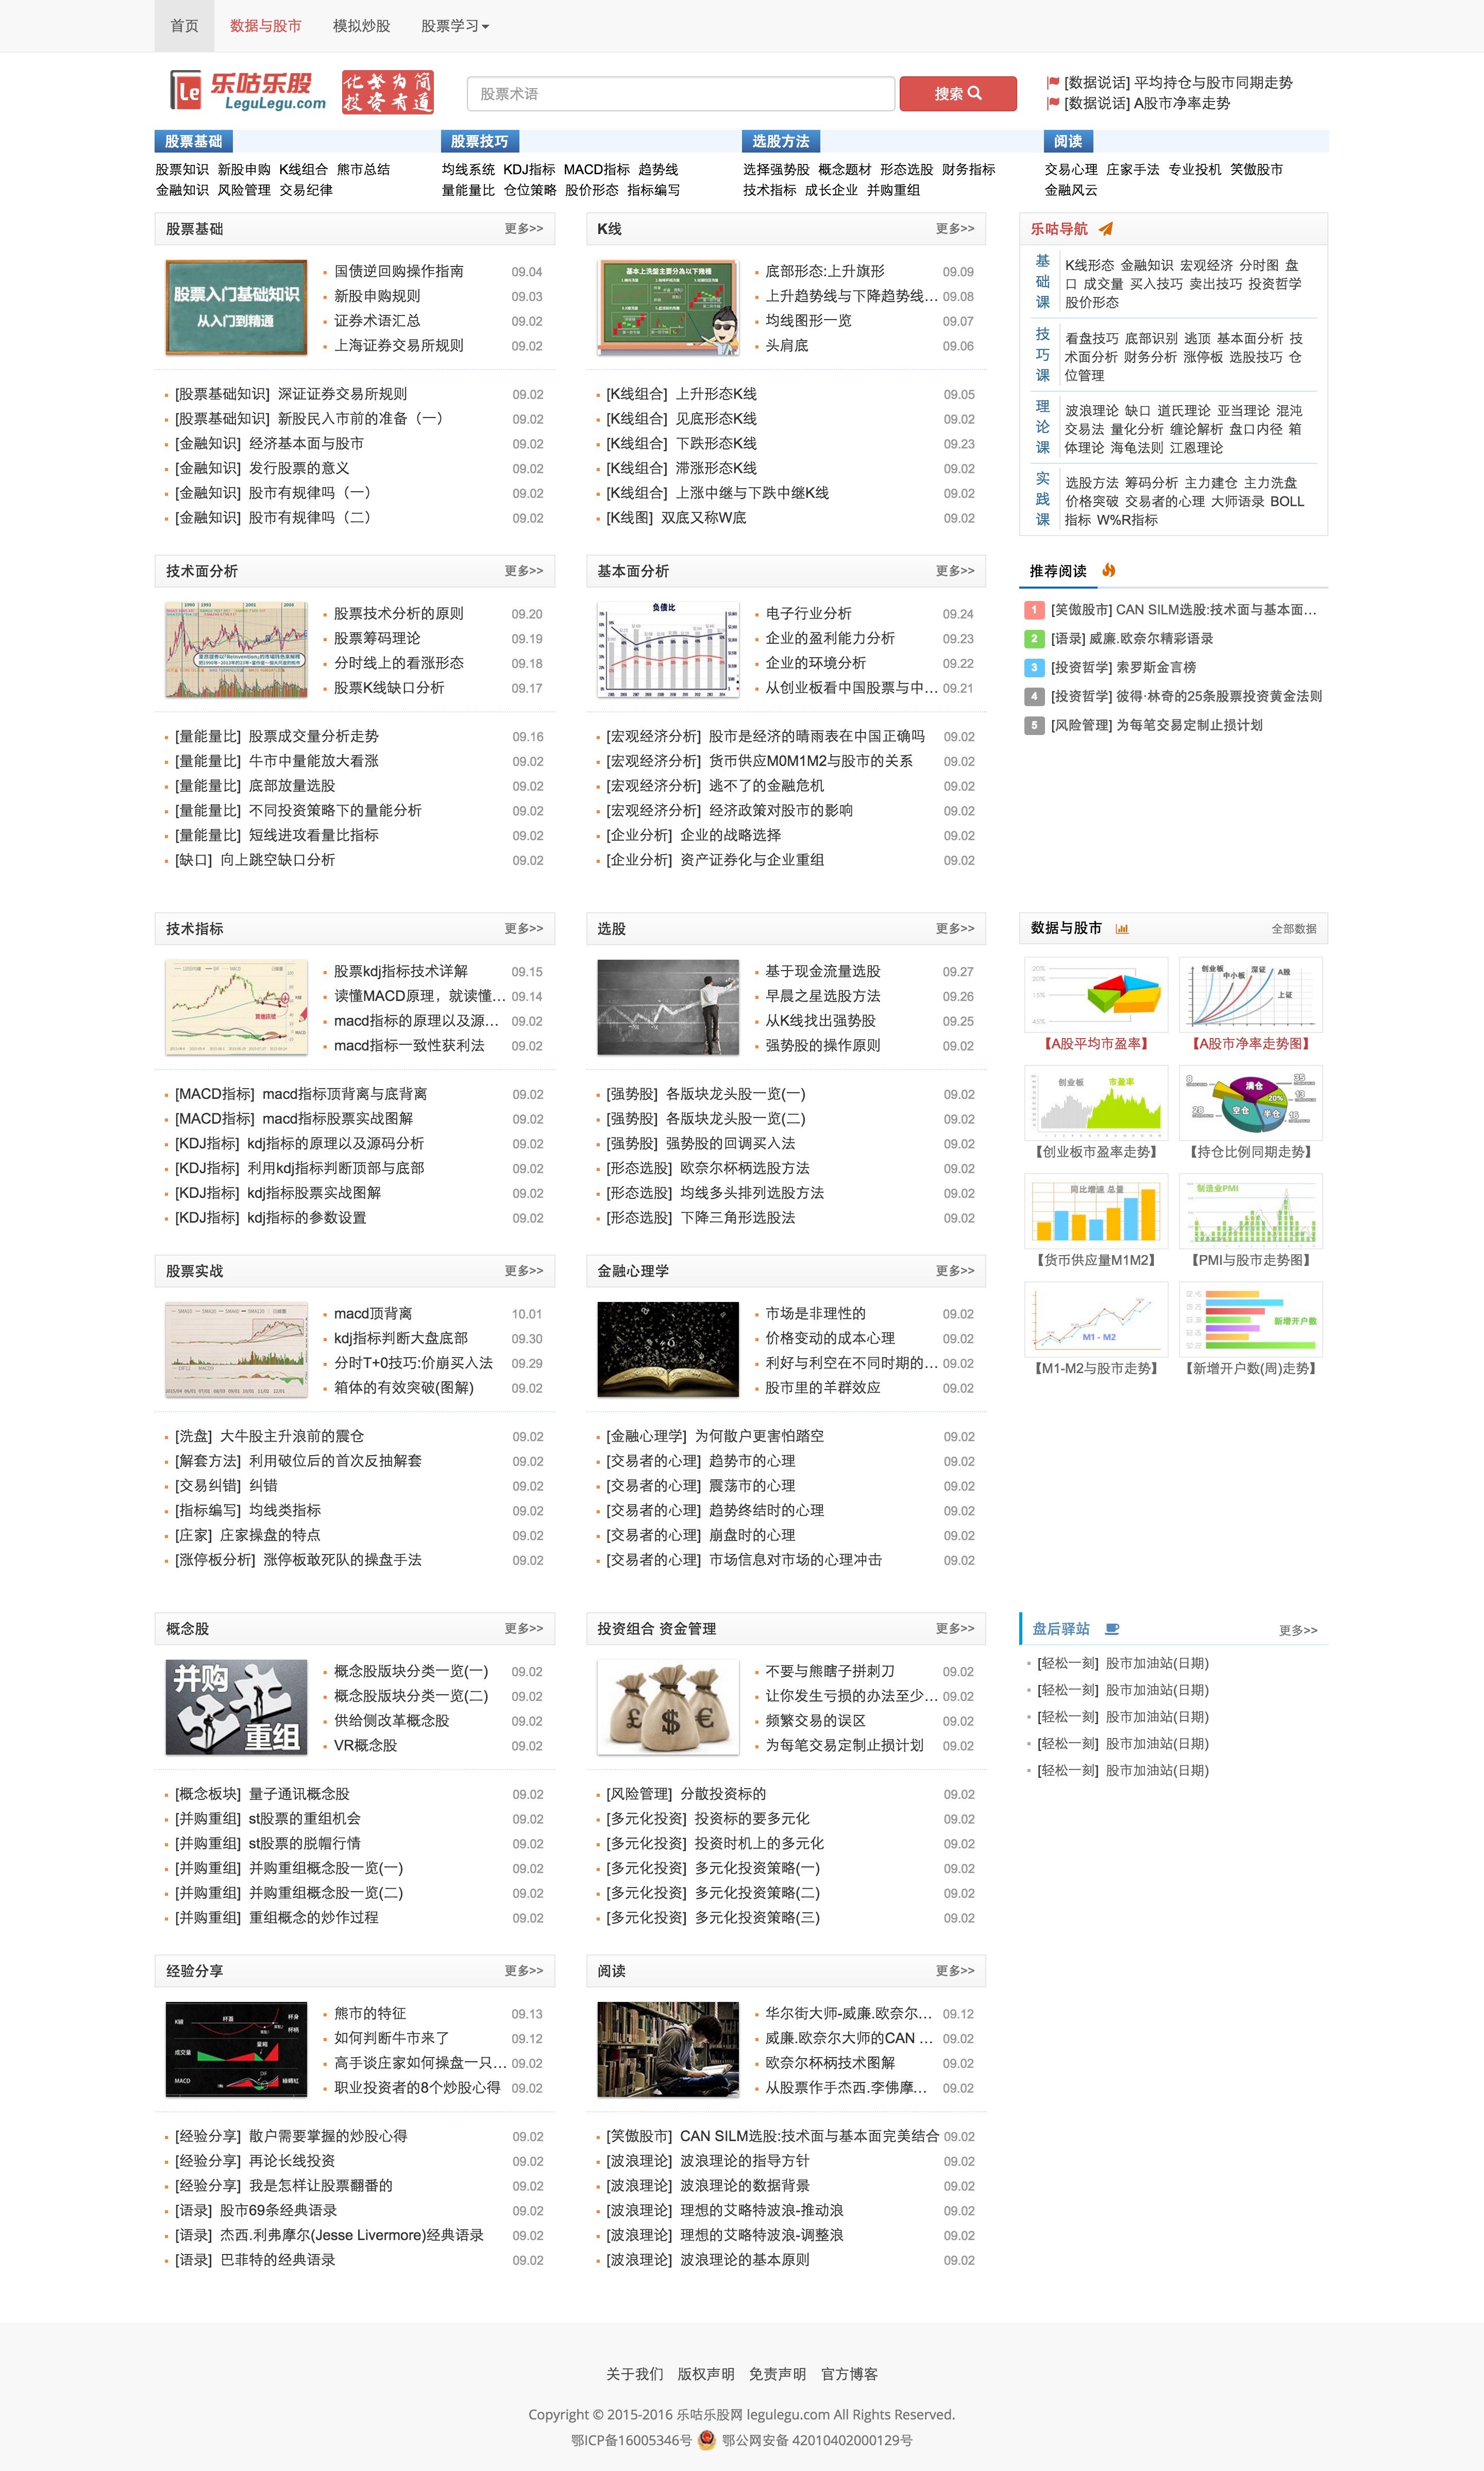 首页 数据与股市 模拟炒股 股票学习
乐咕乐股 LeguLegu.com
化繁为简 投资有道
股票术语
搜索
[数据说话] 平均持仓与股市同期走势
[数据说话] A股市净率走势
股票基础 股票技巧 选股方法 阅读
股票知识 新股申购 K线组合 熊市总结
金融知识 风险管理 交易纪律
均线系统 KDJ指标 MACD指标 趋势线
量能量比 仓位策略 股价形态 指标编写
选择强势股 概念题材 形态选股 财务指标
技术指标 成长企业 并购重组
交易心理 庄家手法 专业投机 笑傲股市
金融风云
股票基础 更多>>
股票入门基础知识
从入门到精通
国债逆回购操作指南 09.04
新股申购规则 09.03
证券术语汇总 09.02
上海证券交易所规则 09.02
[股票基础知识] 深证证券交易所规则 09.02
[股票基础知识] 新股民入市前的准备（一） 09.02
[金融知识] 经济基本面与股市 09.02
[金融知识] 发行股票的意义 09.02
[金融知识] 股市有规律吗（一） 09.02
[金融知识] 股市有规律吗（二） 09.02
K线 更多>>
基本上洗盤主要分為以下幾種
底部形态:上升旗形 09.09
上升趋势线与下降趋势线... 09.08
均线图形一览 09.07
头肩底 09.06
[K线组合] 上升形态K线 09.05
[K线组合] 见底形态K线 09.02
[K线组合] 下跌形态K线 09.23
[K线组合] 滞涨形态K线 09.02
[K线组合] 上涨中继与下跌中继K线 09.02
[K线图] 双底又称W底 09.02
乐咕导航
基础课
K线形态 金融知识 宏观经济 分时图 盘
口 成交量 买入技巧 卖出技巧 投资哲学
股价形态
技巧课
看盘技巧 底部识别 逃顶 基本面分析 技
术面分析 财务分析 涨停板 选股技巧 仓
位管理
理论课
波浪理论 缺口 道氏理论 亚当理论 混沌
交易法 量化分析 缠论解析 盘口内径 箱
体理论 海龟法则 江恩理论
实践课
选股方法 筹码分析 主力建仓 主力洗盘
价格突破 交易者的心理 大师语录 BOLL
指标 W%R指标
技术面分析 更多>>
股票技术分析的原则 09.20
股票筹码理论 09.19
分时线上的看涨形态 09.18
股票K线缺口分析 09.17
[量能量比] 股票成交量分析走势 09.16
[量能量比] 牛市中量能放大看涨 09.02
[量能量比] 底部放量选股 09.02
[量能量比] 不同投资策略下的量能分析 09.02
[量能量比] 短线进攻看量比指标 09.02
[缺口] 向上跳空缺口分析 09.02
基本面分析 更多>>
负债比
电子行业分析 09.24
企业的盈利能力分析 09.23
企业的环境分析 09.22
从创业板看中国股票与中... 09.21
[宏观经济分析] 股市是经济的晴雨表在中国正确吗 09.02
[宏观经济分析] 货币供应M0M1M2与股市的关系 09.02
[宏观经济分析] 逃不了的金融危机 09.02
[宏观经济分析] 经济政策对股市的影响 09.02
[企业分析] 企业的战略选择 09.02
[企业分析] 资产证券化与企业重组 09.02
推荐阅读
1 [笑傲股市] CAN SILM选股:技术面与基本面...
2 [语录] 威廉.欧奈尔精彩语录
3 [投资哲学] 索罗斯金言榜
4 [投资哲学] 彼得·林奇的25条股票投资黄金法则
5 [风险管理] 为每笔交易定制止损计划
技术指标 更多>>
股票kdj指标技术详解 09.15
读懂MACD原理，就读懂... 09.14
macd指标的原理以及源... 09.02
macd指标一致性获利法 09.02
[MACD指标] macd指标顶背离与底背离 09.02
[MACD指标] macd指标股票实战图解 09.02
[KDJ指标] kdj指标的原理以及源码分析 09.02
[KDJ指标] 利用kdj指标判断顶部与底部 09.02
[KDJ指标] kdj指标股票实战图解 09.02
[KDJ指标] kdj指标的参数设置 09.02
选股 更多>>
基于现金流量选股 09.27
早晨之星选股方法 09.26
从K线找出强势股 09.25
强势股的操作原则 09.02
[强势股] 各版块龙头股一览(一) 09.02
[强势股] 各版块龙头股一览(二) 09.02
[强势股] 强势股的回调买入法 09.02
[形态选股] 欧奈尔杯柄选股方法 09.02
[形态选股] 均线多头排列选股方法 09.02
[形态选股] 下降三角形选股法 09.02
数据与股市 全部数据
创业板 中小板 深证 A股 上证
【A股平均市盈率】 【A股市净率走势图】
创业板 市盈率
满仓 空仓 半仓 20%
【创业板市盈率走势】 【持仓比例同期走势】
同比增速 总量
制造业PMI
【货币供应量M1M2】 【PMI与股市走势图】
M1 - M2
新增开户数
【M1-M2与股市走势】 【新增开户数(周)走势】
股票实战 更多>>
macd顶背离 10.01
kdj指标判断大盘底部 09.30
分时T+0技巧:价崩买入法 09.29
箱体的有效突破(图解) 09.02
[洗盘] 大牛股主升浪前的震仓 09.02
[解套方法] 利用破位后的首次反抽解套 09.02
[交易纠错] 纠错 09.02
[指标编写] 均线类指标 09.02
[庄家] 庄家操盘的特点 09.02
[涨停板分析] 涨停板敢死队的操盘手法 09.02
金融心理学 更多>>
市场是非理性的 09.02
价格变动的成本心理 09.02
利好与利空在不同时期的... 09.02
股市里的羊群效应 09.02
[金融心理学] 为何散户更害怕踏空 09.02
[交易者的心理] 趋势市的心理 09.02
[交易者的心理] 震荡市的心理 09.02
[交易者的心理] 趋势终结时的心理 09.02
[交易者的心理] 崩盘时的心理 09.02
[交易者的心理] 市场信息对市场的心理冲击 09.02
概念股 更多>>
并购
重组
概念股版块分类一览(一) 09.02
概念股版块分类一览(二) 09.02
供给侧改革概念股 09.02
VR概念股 09.02
[概念板块] 量子通讯概念股 09.02
[并购重组] st股票的重组机会 09.02
[并购重组] st股票的脱帽行情 09.02
[并购重组] 并购重组概念股一览(一) 09.02
[并购重组] 并购重组概念股一览(二) 09.02
[并购重组] 重组概念的炒作过程 09.02
投资组合 资金管理 更多>>
£ $ €
不要与熊瞎子拼刺刀 09.02
让你发生亏损的办法至少... 09.02
频繁交易的误区 09.02
为每笔交易定制止损计划 09.02
[风险管理] 分散投资标的 09.02
[多元化投资] 投资标的要多元化 09.02
[多元化投资] 投资时机上的多元化 09.02
[多元化投资] 多元化投资策略(一) 09.02
[多元化投资] 多元化投资策略(二) 09.02
[多元化投资] 多元化投资策略(三) 09.02
盘后驿站 更多>>
[轻松一刻] 股市加油站(日期)
[轻松一刻] 股市加油站(日期)
[轻松一刻] 股市加油站(日期)
[轻松一刻] 股市加油站(日期)
[轻松一刻] 股市加油站(日期)
经验分享 更多>>
K線 杯蓋 杯身 杯柄
成交量 量縮
MACD
熊市的特征 09.13
如何判断牛市来了 09.12
高手谈庄家如何操盘一只... 09.02
职业投资者的8个炒股心得 09.02
[经验分享] 散户需要掌握的炒股心得 09.02
[经验分享] 再论长线投资 09.02
[经验分享] 我是怎样让股票翻番的 09.02
[语录] 股市69条经典语录 09.02
[语录] 杰西.利弗摩尔(Jesse Livermore)经典语录 09.02
[语录] 巴菲特的经典语录 09.02
阅读 更多>>
华尔街大师-威廉.欧奈尔... 09.12
威廉.欧奈尔大师的CAN ... 09.02
欧奈尔杯柄技术图解 09.02
从股票作手杰西.李佛摩... 09.02
[笑傲股市] CAN SILM选股:技术面与基本面完美结合 09.02
[波浪理论] 波浪理论的指导方针 09.02
[波浪理论] 波浪理论的数据背景 09.02
[波浪理论] 理想的艾略特波浪-推动浪 09.02
[波浪理论] 理想的艾略特波浪-调整浪 09.02
[波浪理论] 波浪理论的基本原则 09.02
关于我们 版权声明 免责声明 官方博客
Copyright © 2015-2016 乐咕乐股网 legulegu.com All Rights Reserved.
鄂ICP备16005346号 鄂公网安备 42010402000129号